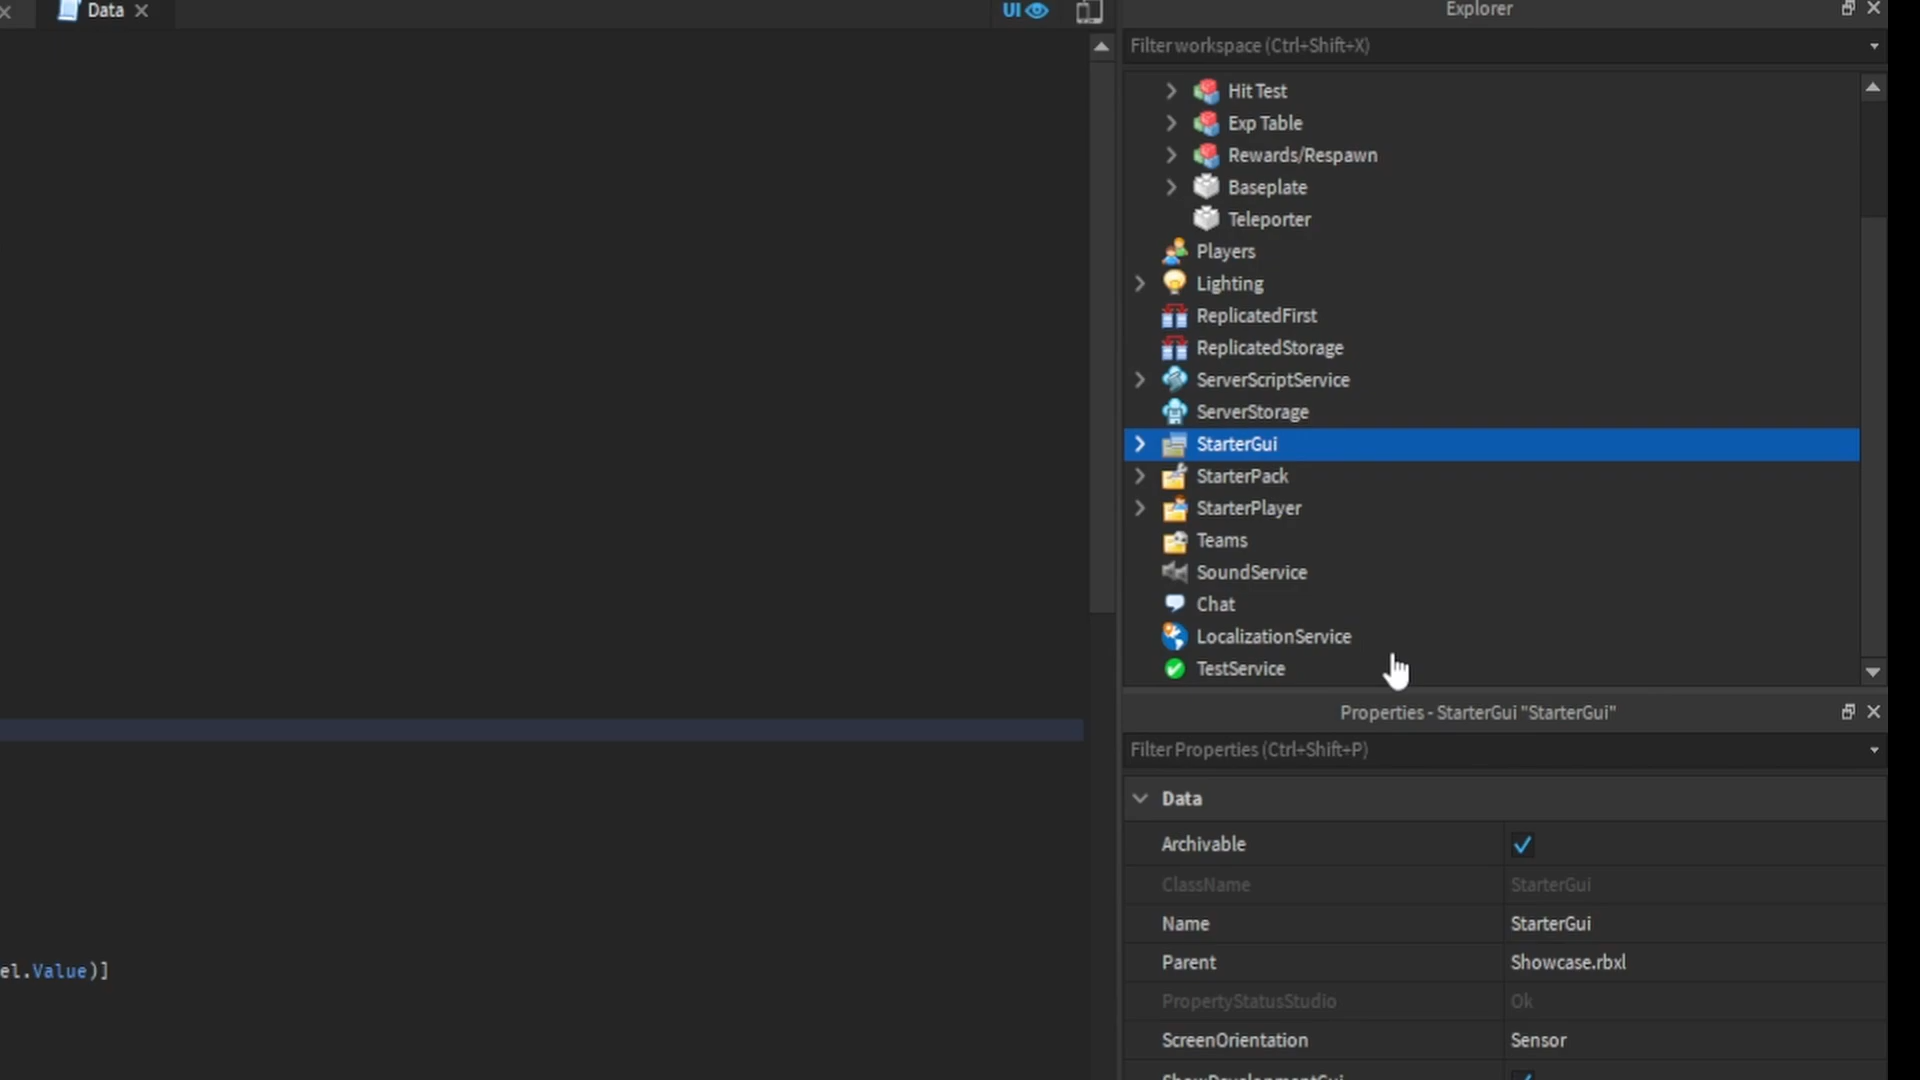 Data
UI
Explorer
Filter workspace (Ctrl+Shift+X)
Hit Test
Exp Table
Rewards/Respawn
Baseplate
Teleporter
Players
Lighting
ReplicatedFirst
ReplicatedStorage
ServerScriptService
ServerStorage
StarterGui
StarterPack
StarterPlayer
Teams
SoundService
Chat
LocalizationService
TestService
Properties - StarterGui "StarterGui"
Filter Properties (Ctrl+Shift+P)
Data
Archivable
ClassName StarterGui
Name StarterGui
Parent Showcase.rbxl
el.Value)]
PropertyStatusStudio Ok
ScreenOrientation Sensor
ShowDevelopmentGui